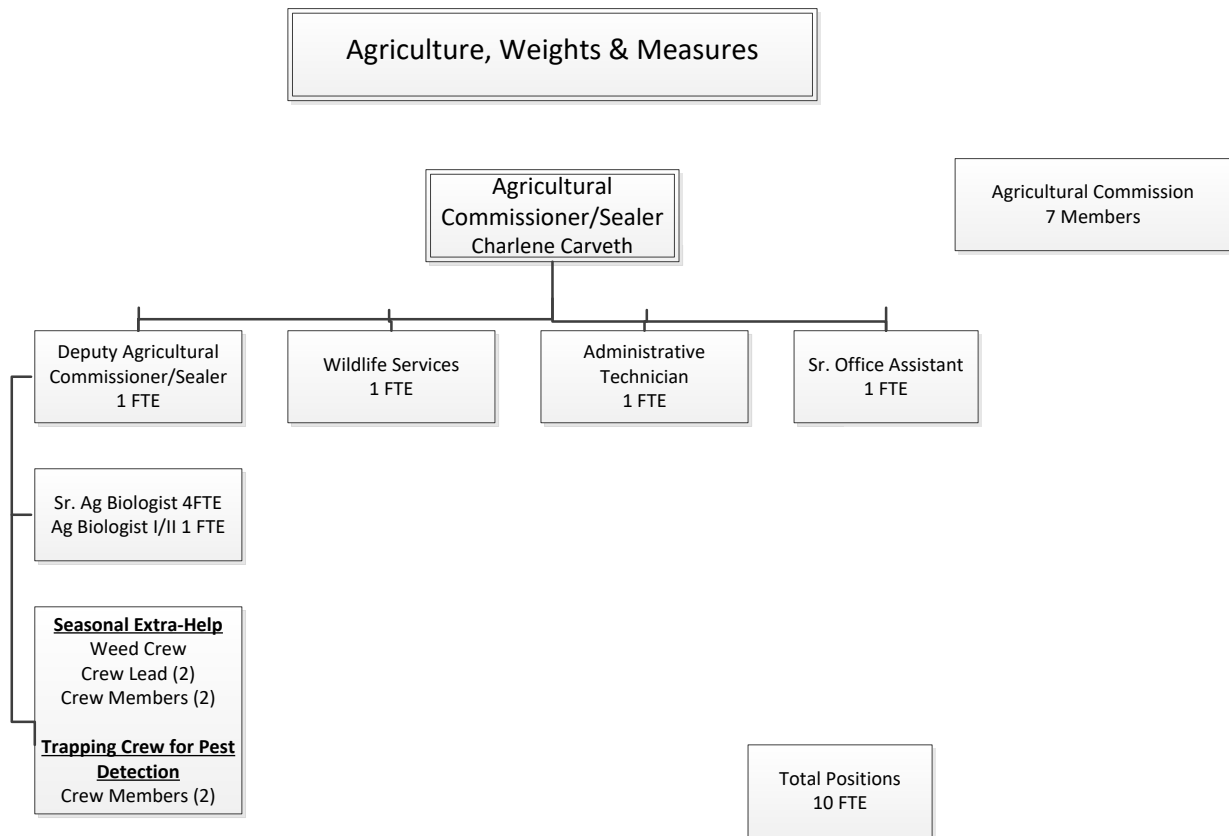 Agriculture, Weights & Measures
Agricultural
Commissioner/Sealer
Charlene Carveth
Agricultural Commission
7 Members
Deputy Agricultural
Commissioner/Sealer
1 FTE
Wildlife Services
1 FTE
Administrative
Technician
1 FTE
Sr. Office Assistant
1 FTE
Sr. Ag Biologist 4FTE
Ag Biologist I/II 1 FTE
Seasonal Extra-Help
Weed Crew
Crew Lead (2)
Crew Members (2)
Trapping Crew for Pest
Detection
Crew Members (2)
Total Positions
10 FTE